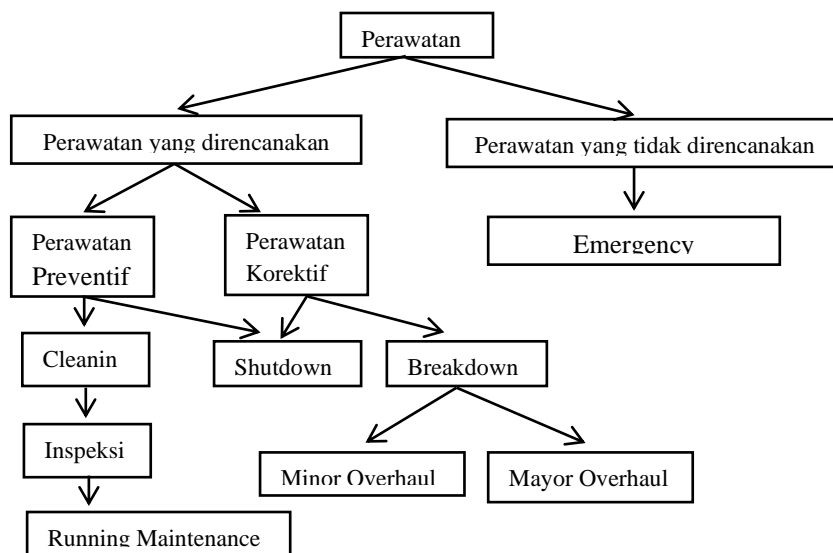 Perawatan
Perawatan yang direncanakan
Perawatan yang tidak direncanakan
Perawatan
Preventif
Perawatan
Korektif
Emergency
Cleanin
Shutdown
Breakdown
Inspeksi
Minor Overhaul
Mayor Overhaul
Running Maintenance